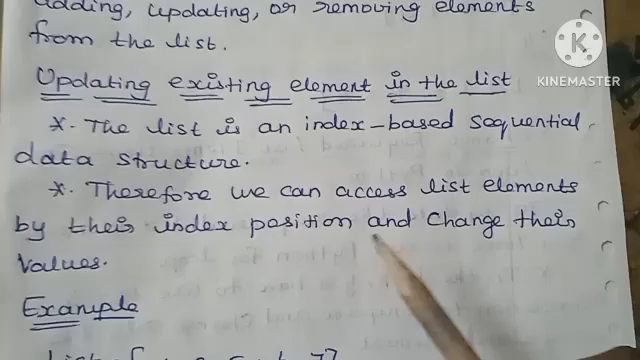 adding, updating, or removing elements
from the list.
KINEMASTER
Updating existing element in the list
*. The list is an index-based sequential
data structure.
*. Therefore we can access list elements
by their index position and change their
values.
Example